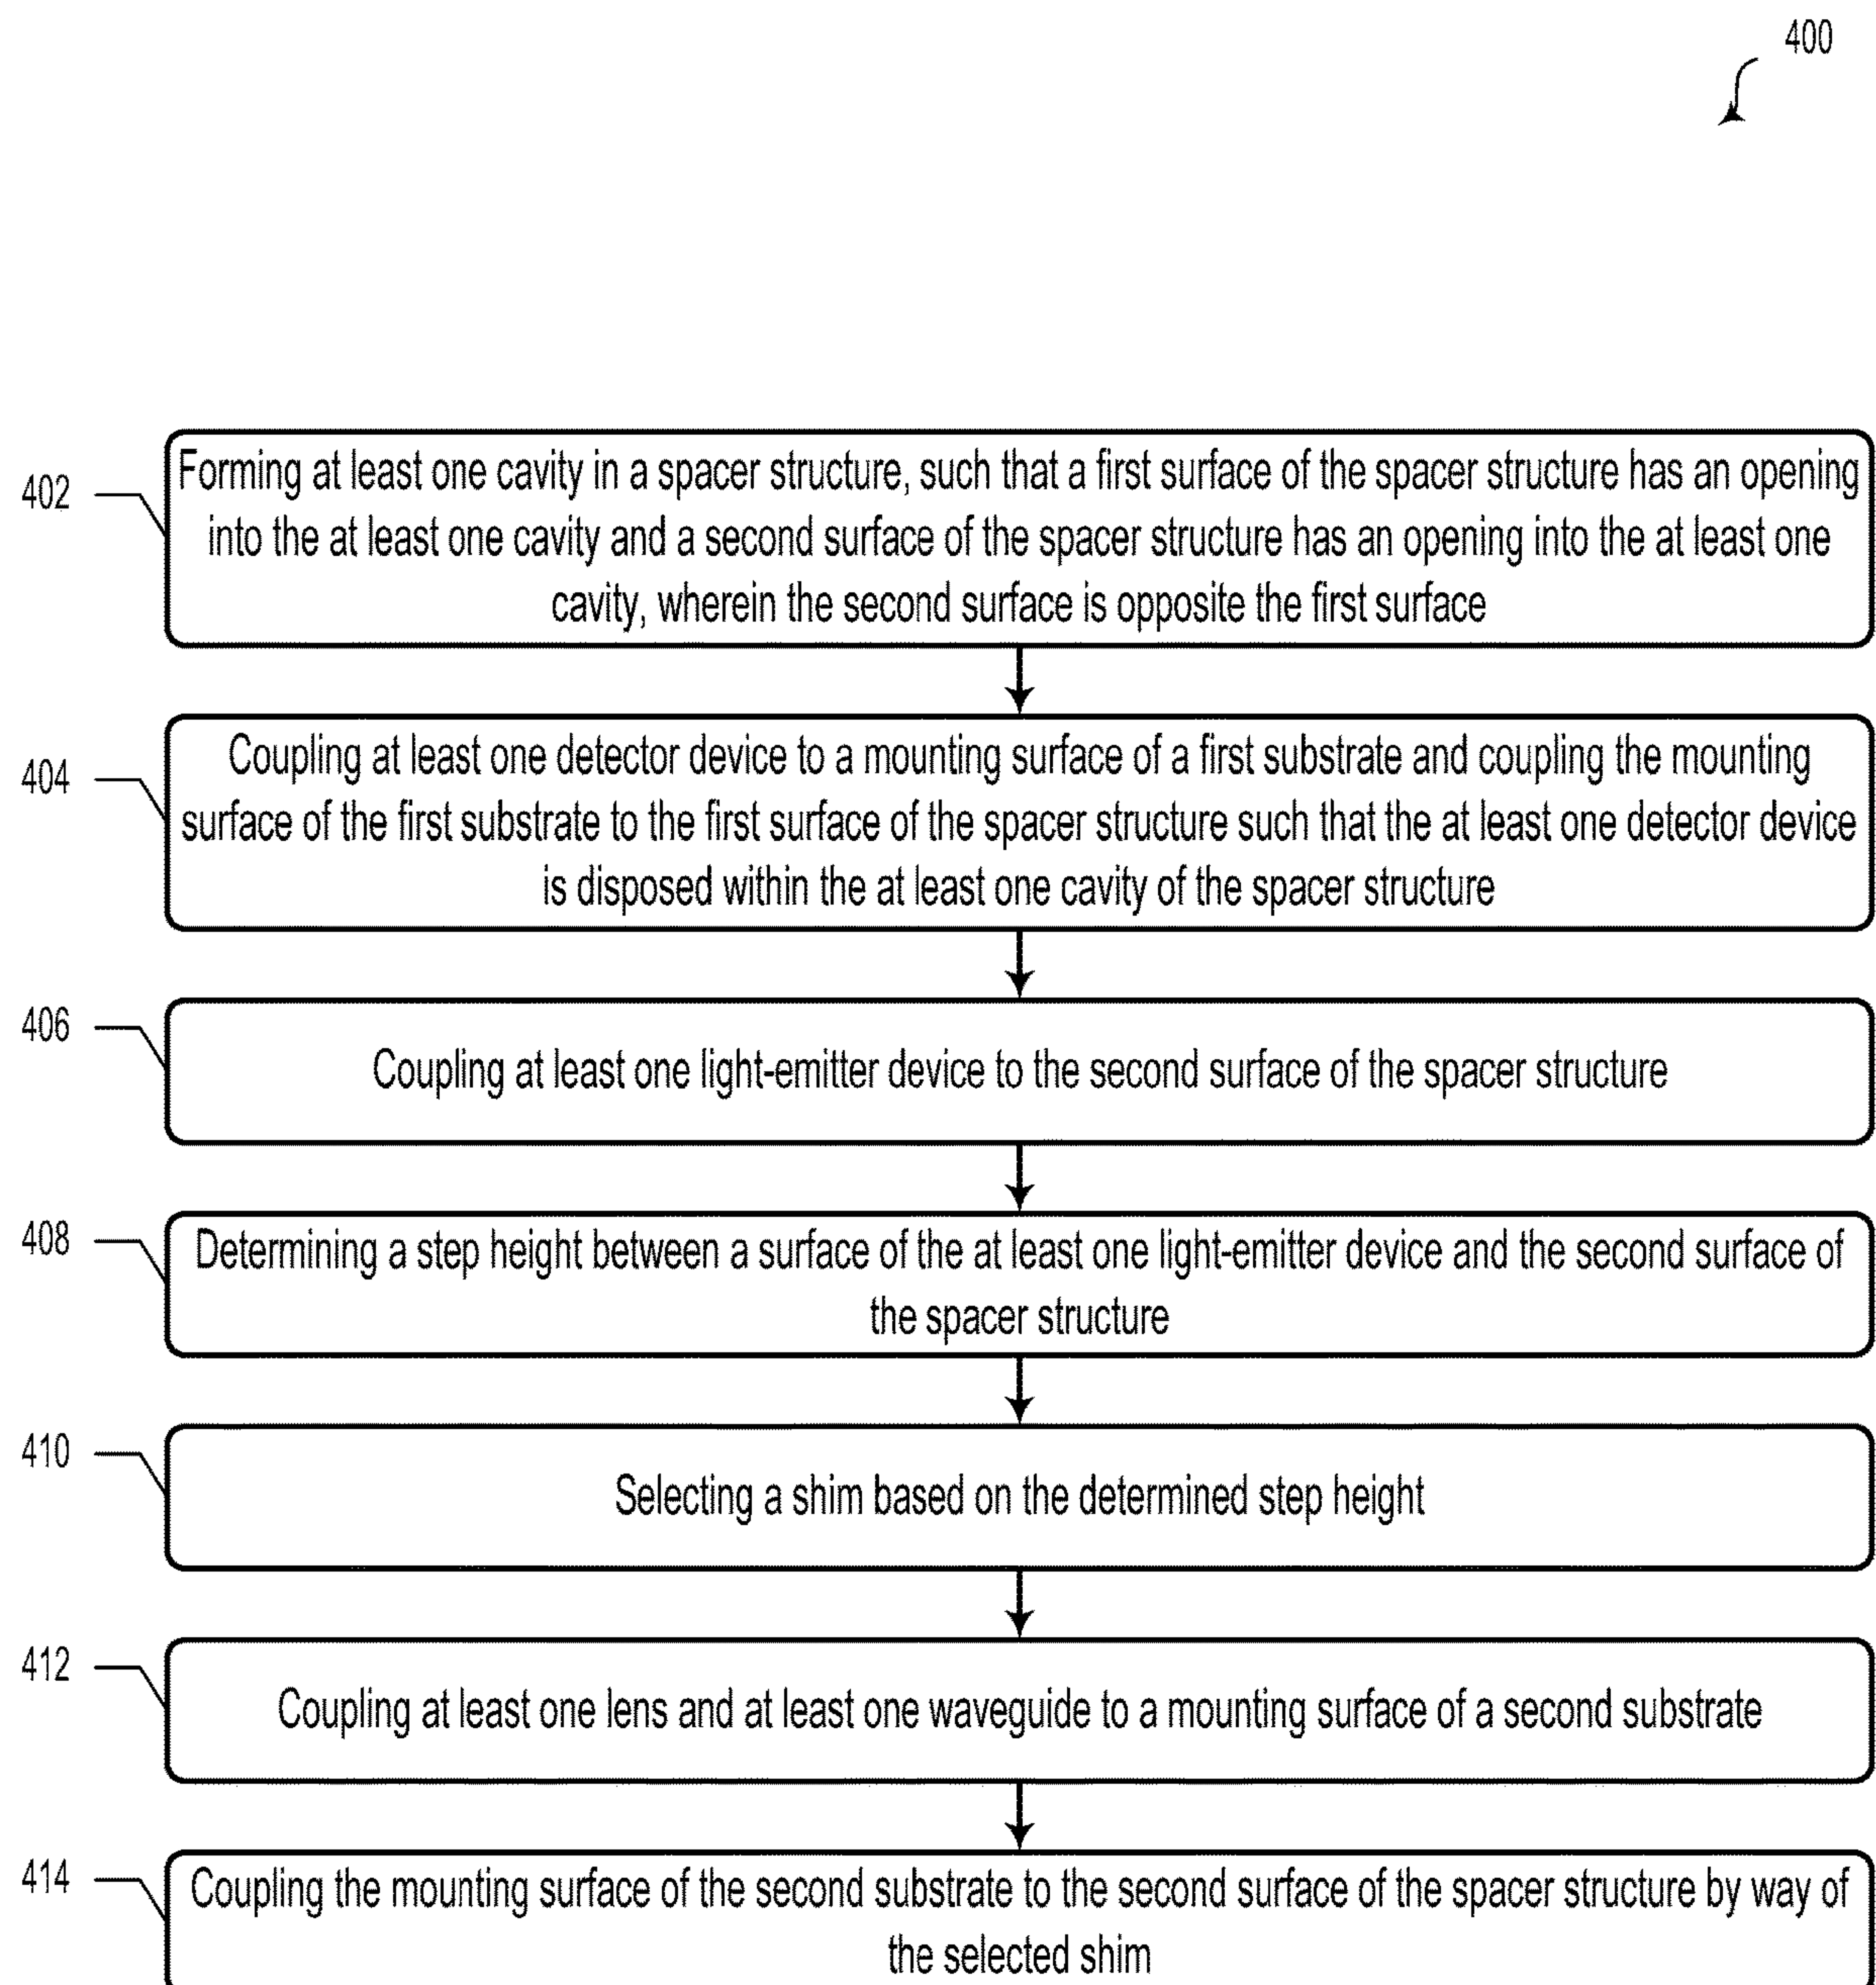 400
402
Forming at least one cavity in a spacer structure, such that a first surface of the spacer structure has an opening
into the at least one cavity and a second surface of the spacer structure has an opening into the at least one
cavity, wherein the second surface is opposite the first surface
404
Coupling at least one detector device to a mounting surface of a first substrate and coupling the mounting
surface of the first substrate to the first surface of the spacer structure such that the at least one detector device
is disposed within the at least one cavity of the spacer structure
406
Coupling at least one light-emitter device to the second surface of the spacer structure
408
Determining a step height between a surface of the at least one light-emitter device and the second surface of
the spacer structure
410
Selecting a shim based on the determined step height
412
Coupling at least one lens and at least one waveguide to a mounting surface of a second substrate
414
Coupling the mounting surface of the second substrate to the second surface of the spacer structure by way of
the selected shim